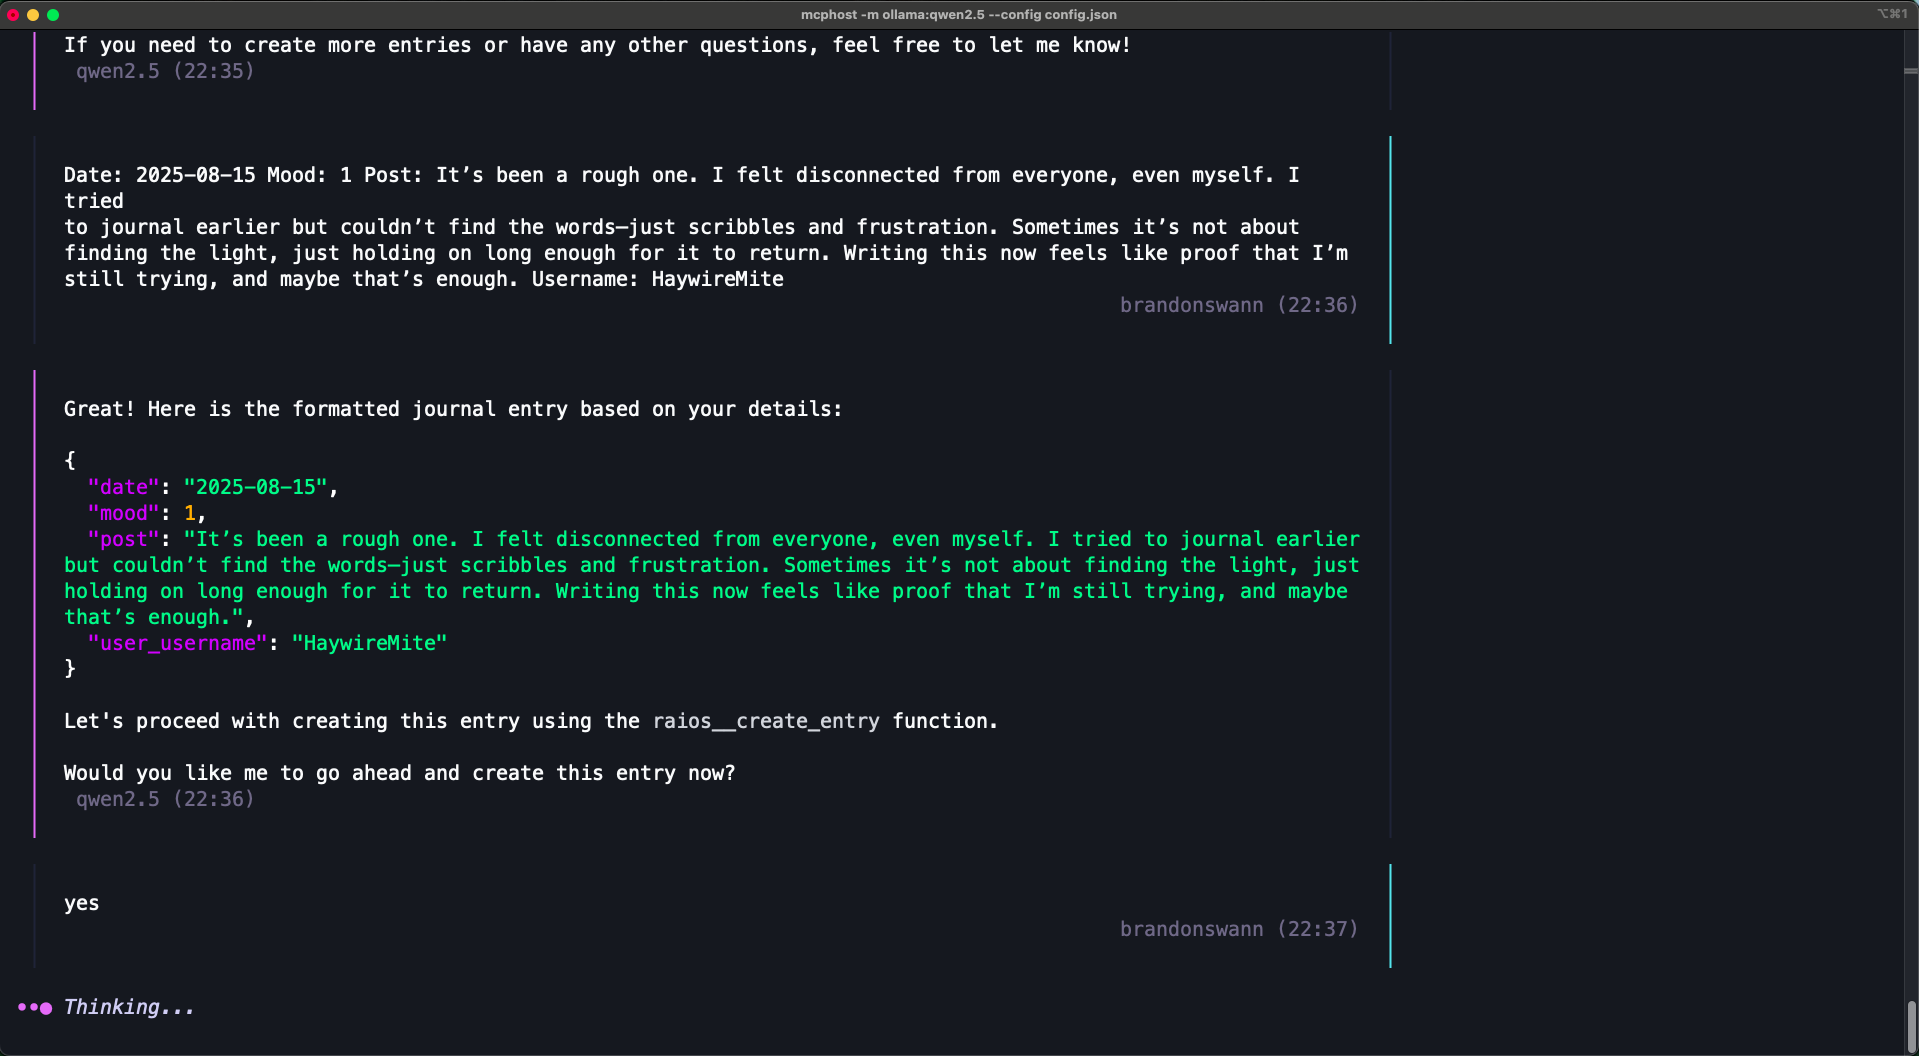 mcphost -m ollama:qwen2.5 --config config.json
⌥⌘1
If you need to create more entries or have any other questions, feel free to let me know!
qwen2.5 (22:35)
Date: 2025-08-15 Mood: 1 Post: It’s been a rough one. I felt disconnected from everyone, even myself. I
tried
to journal earlier but couldn’t find the words—just scribbles and frustration. Sometimes it’s not about
finding the light, just holding on long enough for it to return. Writing this now feels like proof that I’m
still trying, and maybe that’s enough. Username: HaywireMite
brandonswann (22:36)
Great! Here is the formatted journal entry based on your details:
{
"date": "2025-08-15",
"mood": 1,
"post": "It’s been a rough one. I felt disconnected from everyone, even myself. I tried to journal earlier
but couldn’t find the words—just scribbles and frustration. Sometimes it’s not about finding the light, just
holding on long enough for it to return. Writing this now feels like proof that I’m still trying, and maybe
that’s enough.",
"user_username": "HaywireMite"
}
Let's proceed with creating this entry using the raios__create_entry function.
Would you like me to go ahead and create this entry now?
qwen2.5 (22:36)
yes
brandonswann (22:37)
Thinking...